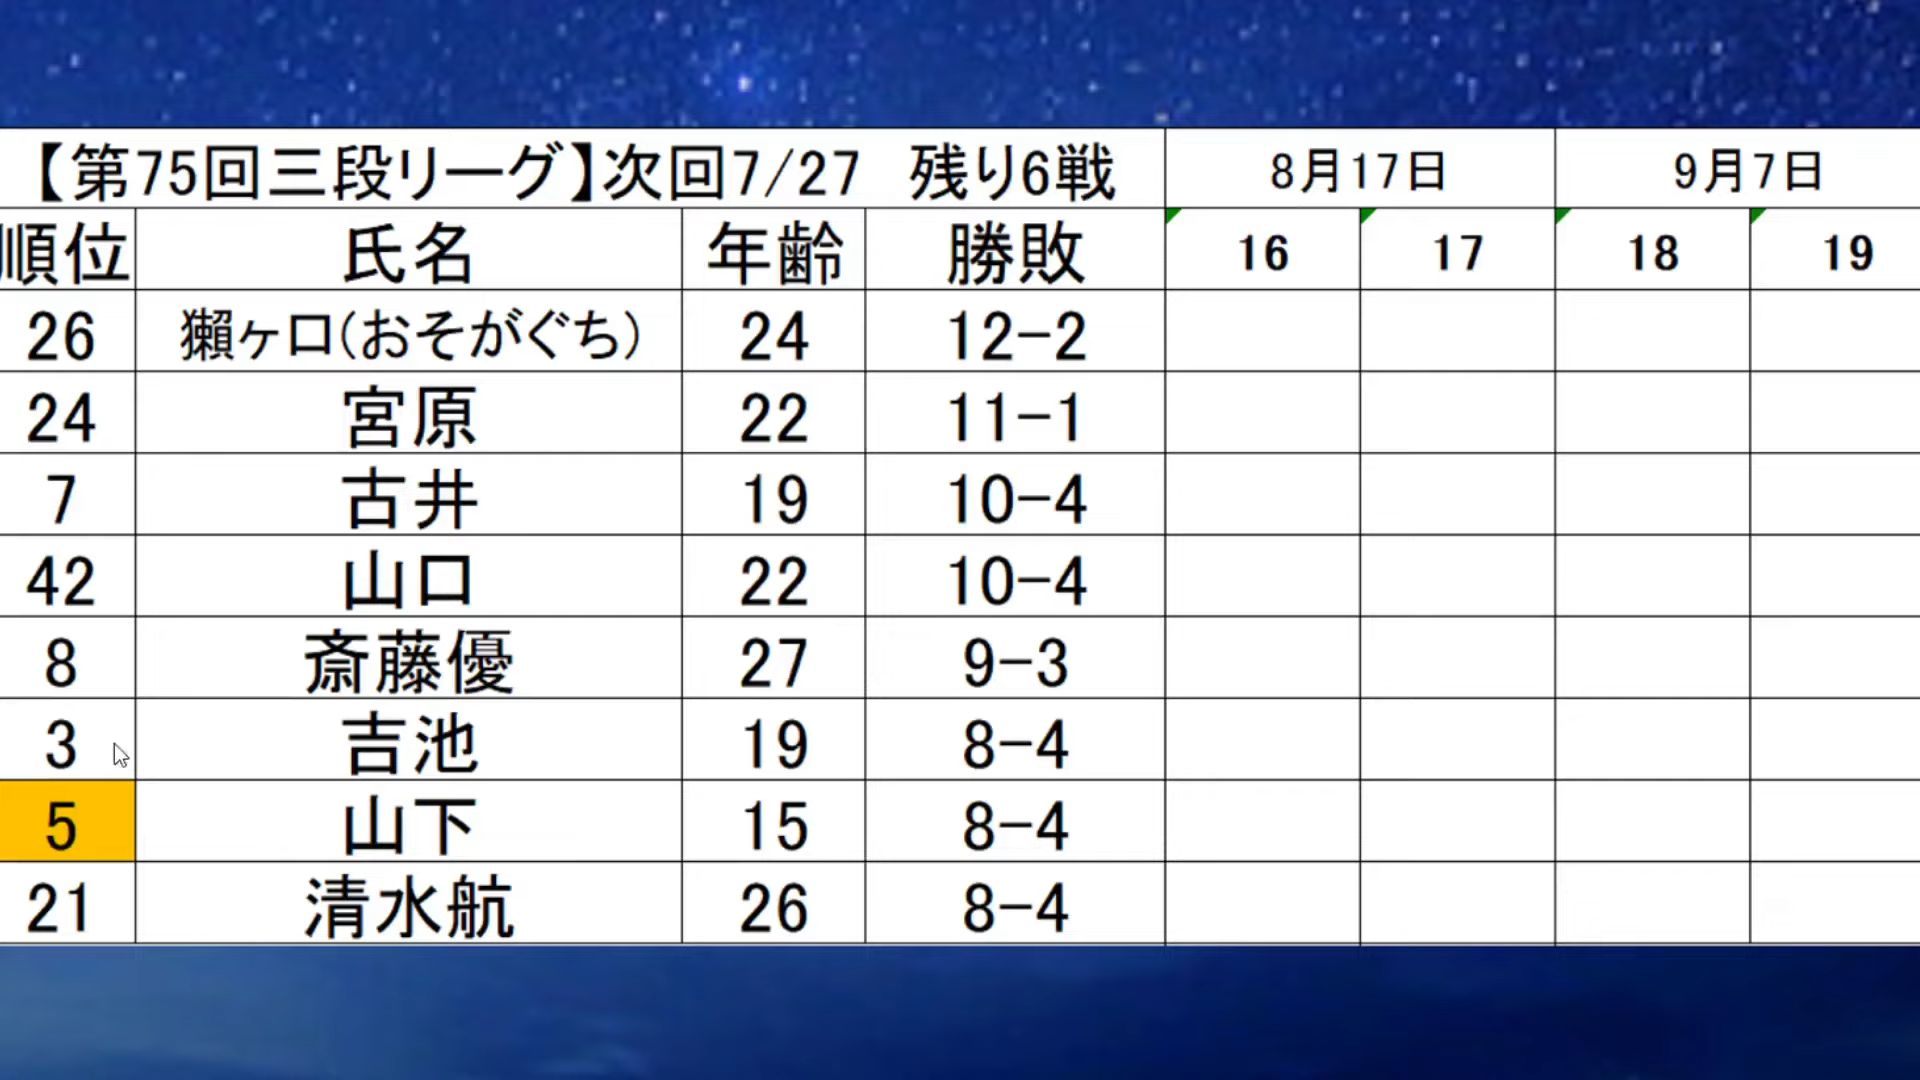 【第75回三段リーグ】次回7/27 残り6戦 8月17日 9月7日
順位 氏名 年齢 勝敗 16 17 18 19
26 獺ヶ口(おそがぐち) 24 12-2
24 宮原 22 11-1
7 古井 19 10-4
42 山口 22 10-4
8 斎藤優 27 9-3
3 吉池 19 8-4
5 山下 15 8-4
21 清水航 26 8-4